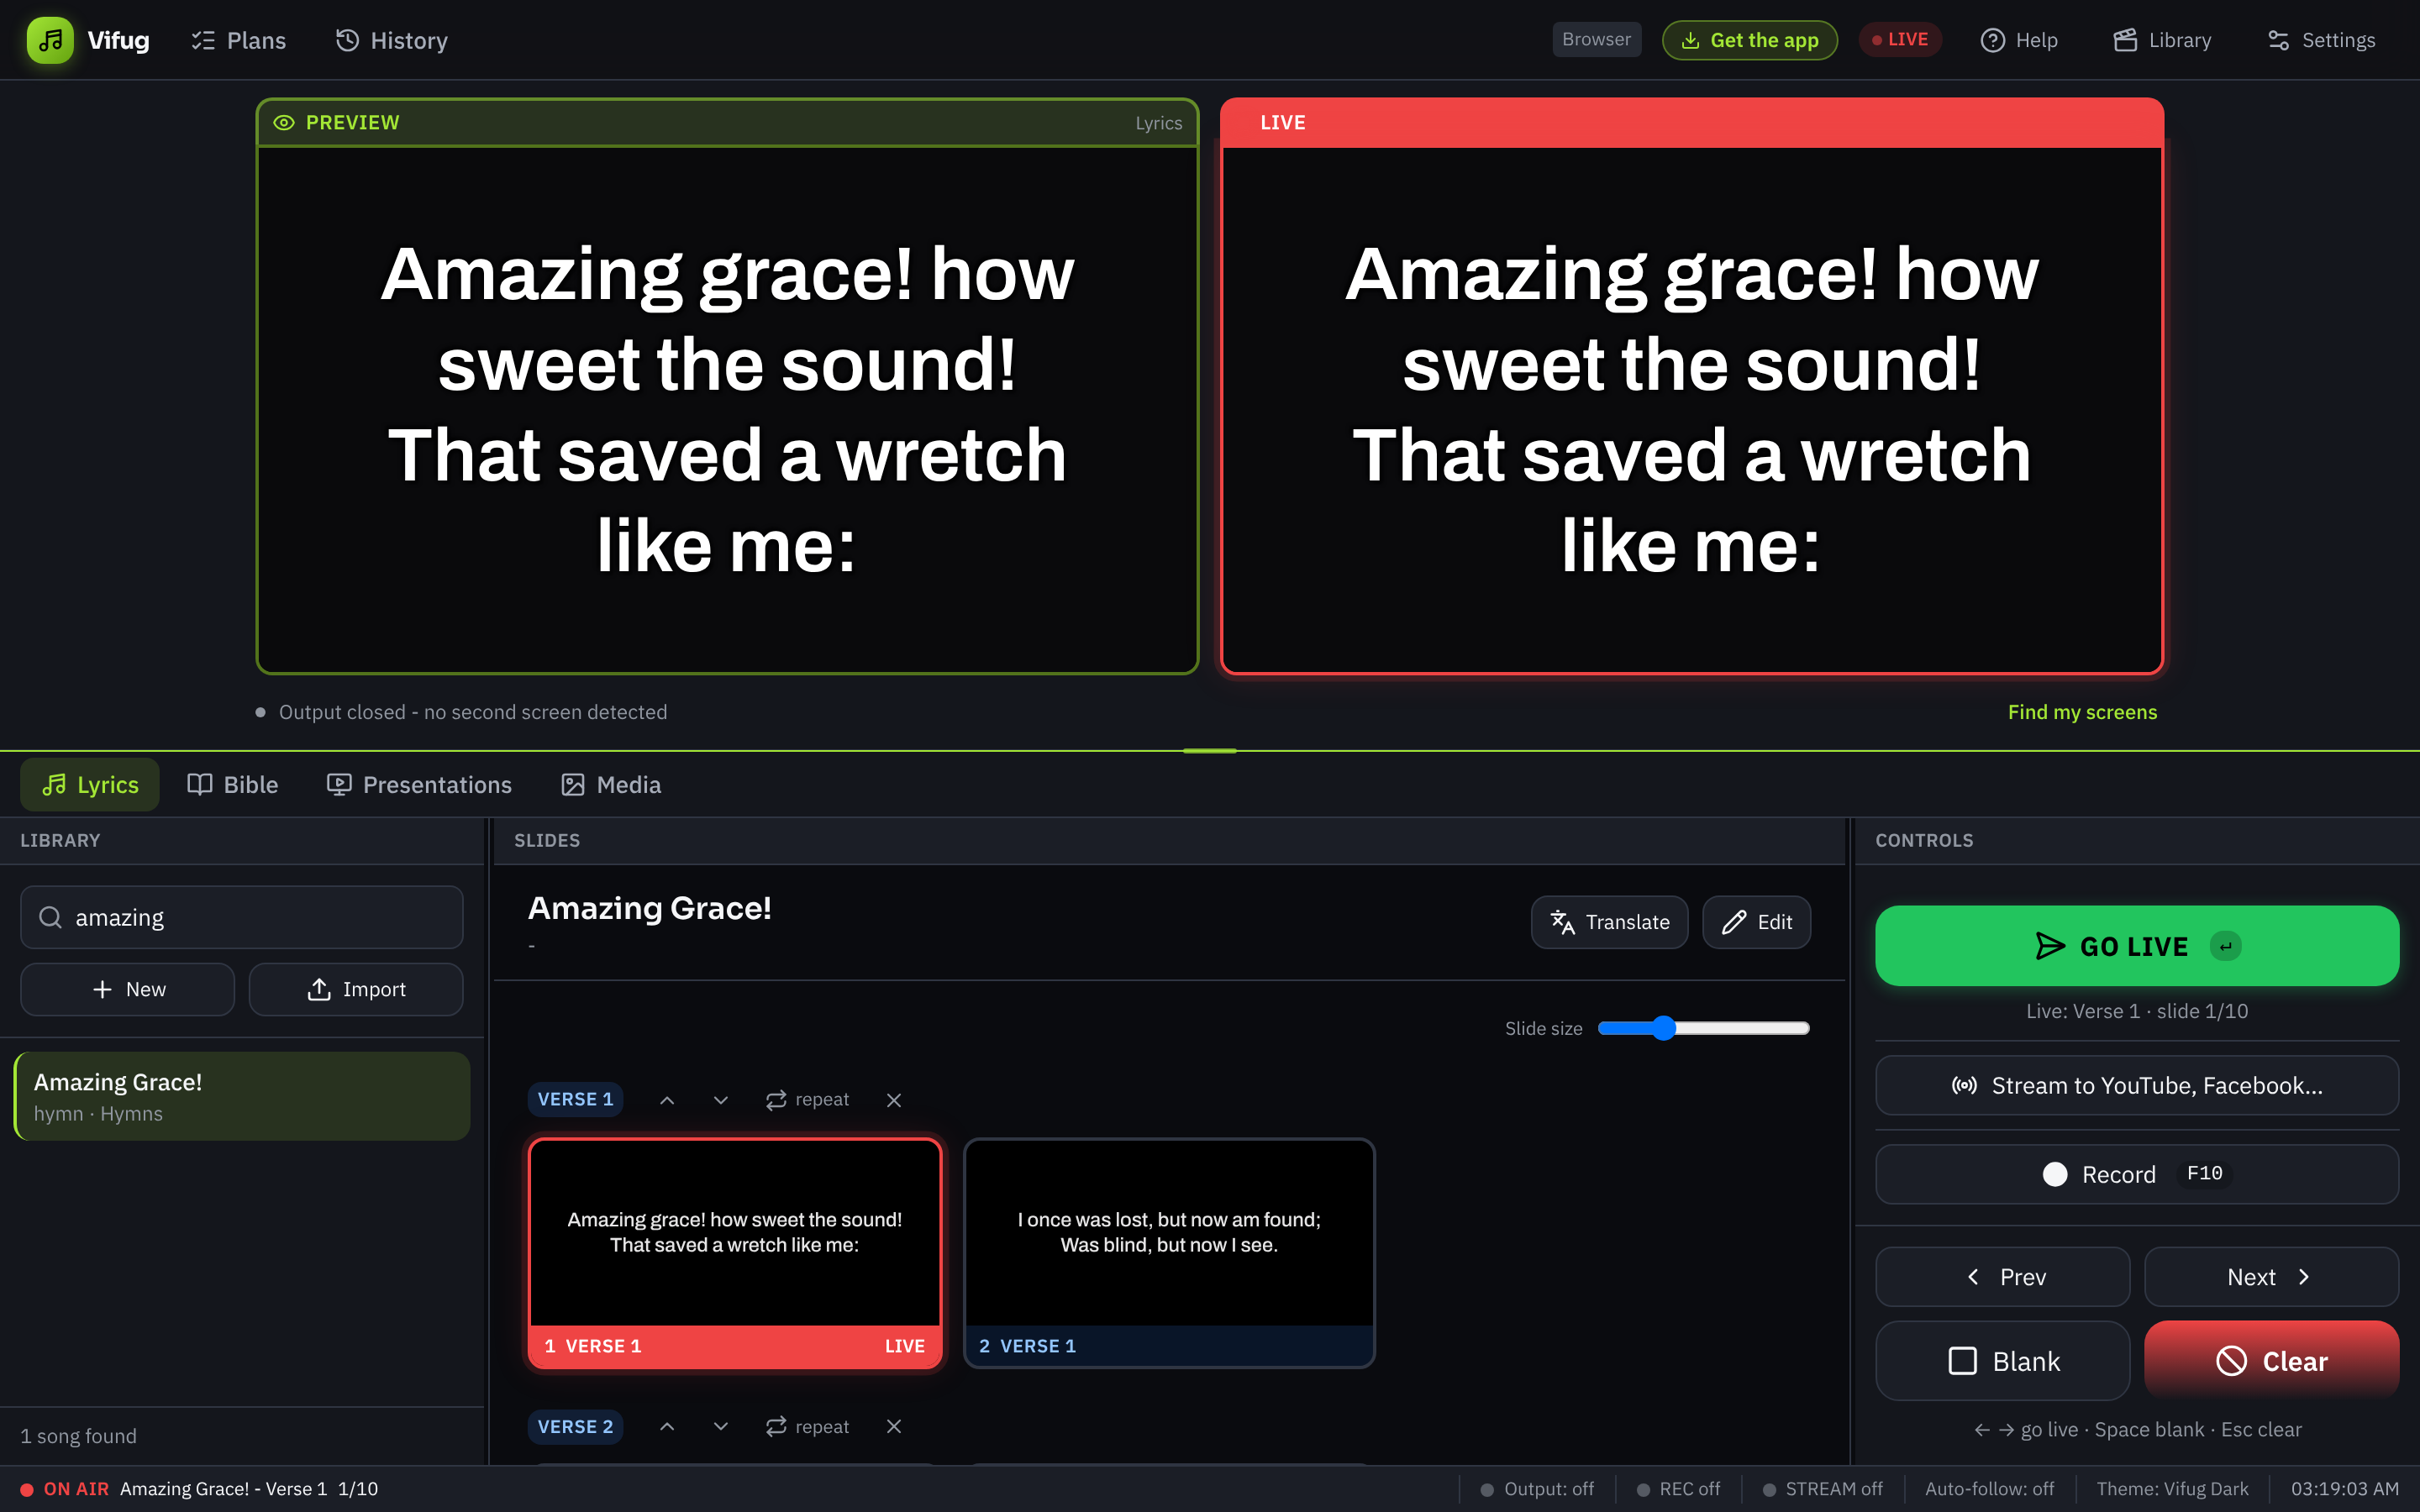 Vifug
Plans
History
Browser
Get the app
LIVE
Help
Library
Settings
PREVIEW
Lyrics
Amazing grace! how
sweet the sound!
That saved a wretch
like me:
LIVE
Amazing grace! how
sweet the sound!
That saved a wretch
like me:
Output closed - no second screen detected
Find my screens
Lyrics
Bible
Presentations
Media
LIBRARY
amazing
New
Import
Amazing Grace!
hymn · Hymns
1 song found
SLIDES
Amazing Grace!
-
Translate
Edit
Slide size
VERSE 1
repeat
Amazing grace! how sweet the sound!
That saved a wretch like me:
1 VERSE 1 LIVE
I once was lost, but now am found;
Was blind, but now I see.
2 VERSE 1
VERSE 2
repeat
CONTROLS
GO LIVE ↵
Live: Verse 1 · slide 1/10
Stream to YouTube, Facebook...
Record F10
Prev
Next
Blank
Clear
← → go live · Space blank · Esc clear
ON AIR Amazing Grace! - Verse 1 1/10
Output: off
REC off
STREAM off
Auto-follow: off
Theme: Vifug Dark
03:19:03 AM